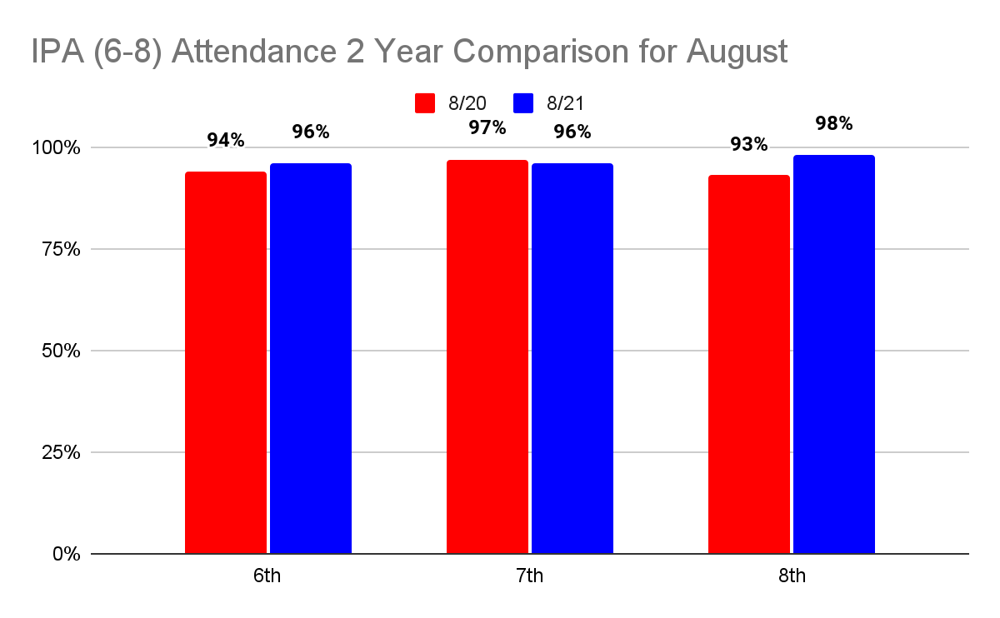 IPA (6-8) Attendance 2 Year Comparison for August
8/20 8/21
94% 96% 97% 96% 93% 98%
100%
75%
50%
25%
0%
6th 7th 8th